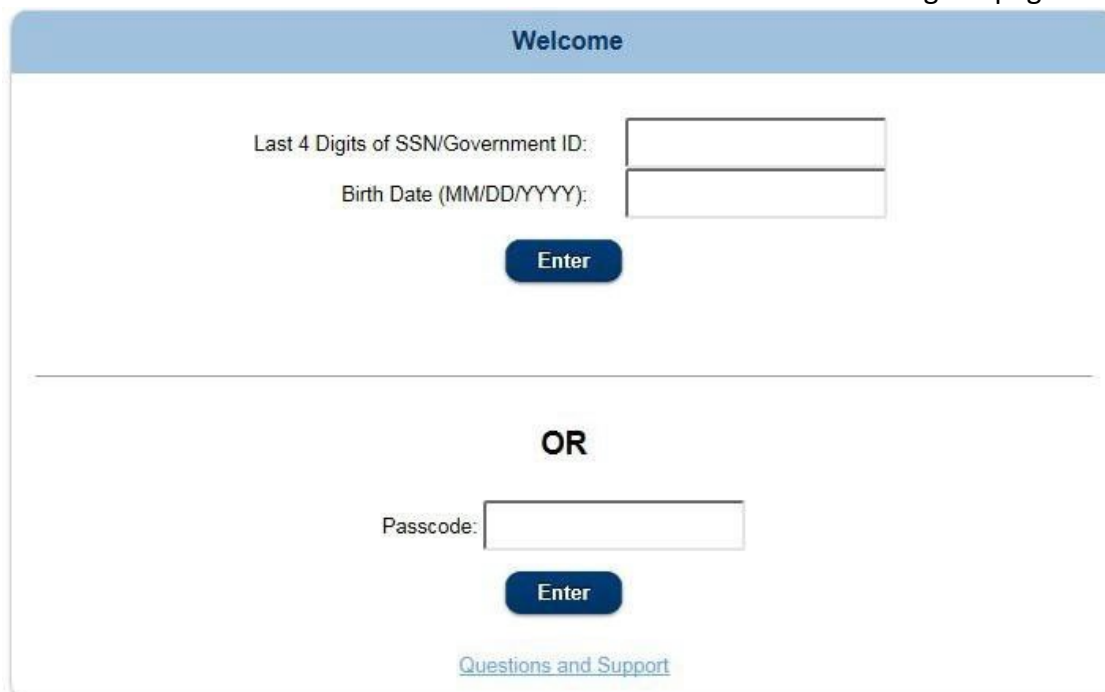 Welcome
Last 4 Digits of SSN/Government ID:
Birth Date (MM/DD/YYYY):
Enter
OR
Passcode:
Enter
Questions and Support